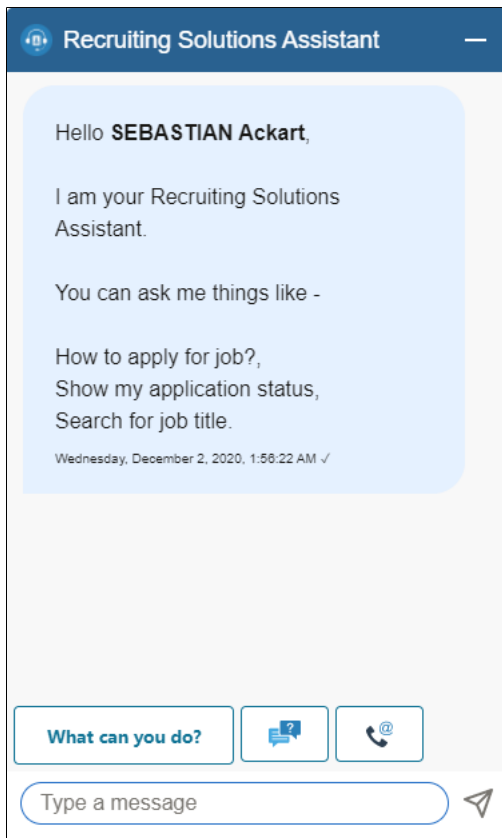 Recruiting Solutions Assistant
Hello SEBASTIAN Ackart,
I am your Recruiting Solutions
Assistant.
You can ask me things like -
How to apply for job?,
Show my application status,
Search for job title.
Wednesday, December 2, 2020, 1:56:22 AM ✓
What can you do?
?
@
Type a message